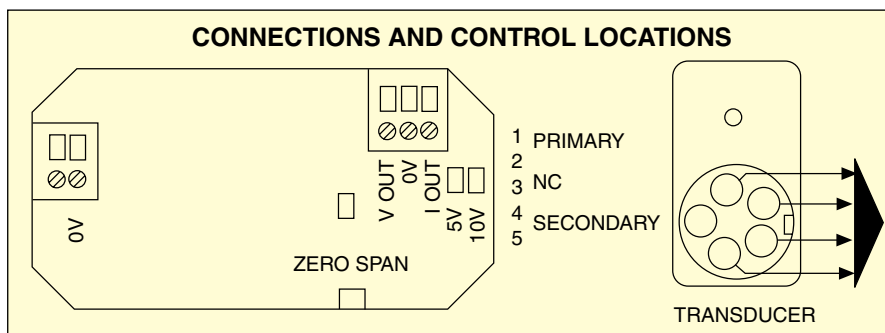 CONNECTIONS AND CONTROL LOCATIONS
0V
V OUT
0V
I OUT
5V
10V
ZERO SPAN
1 PRIMARY
2
3 NC
4 SECONDARY
5
TRANSDUCER